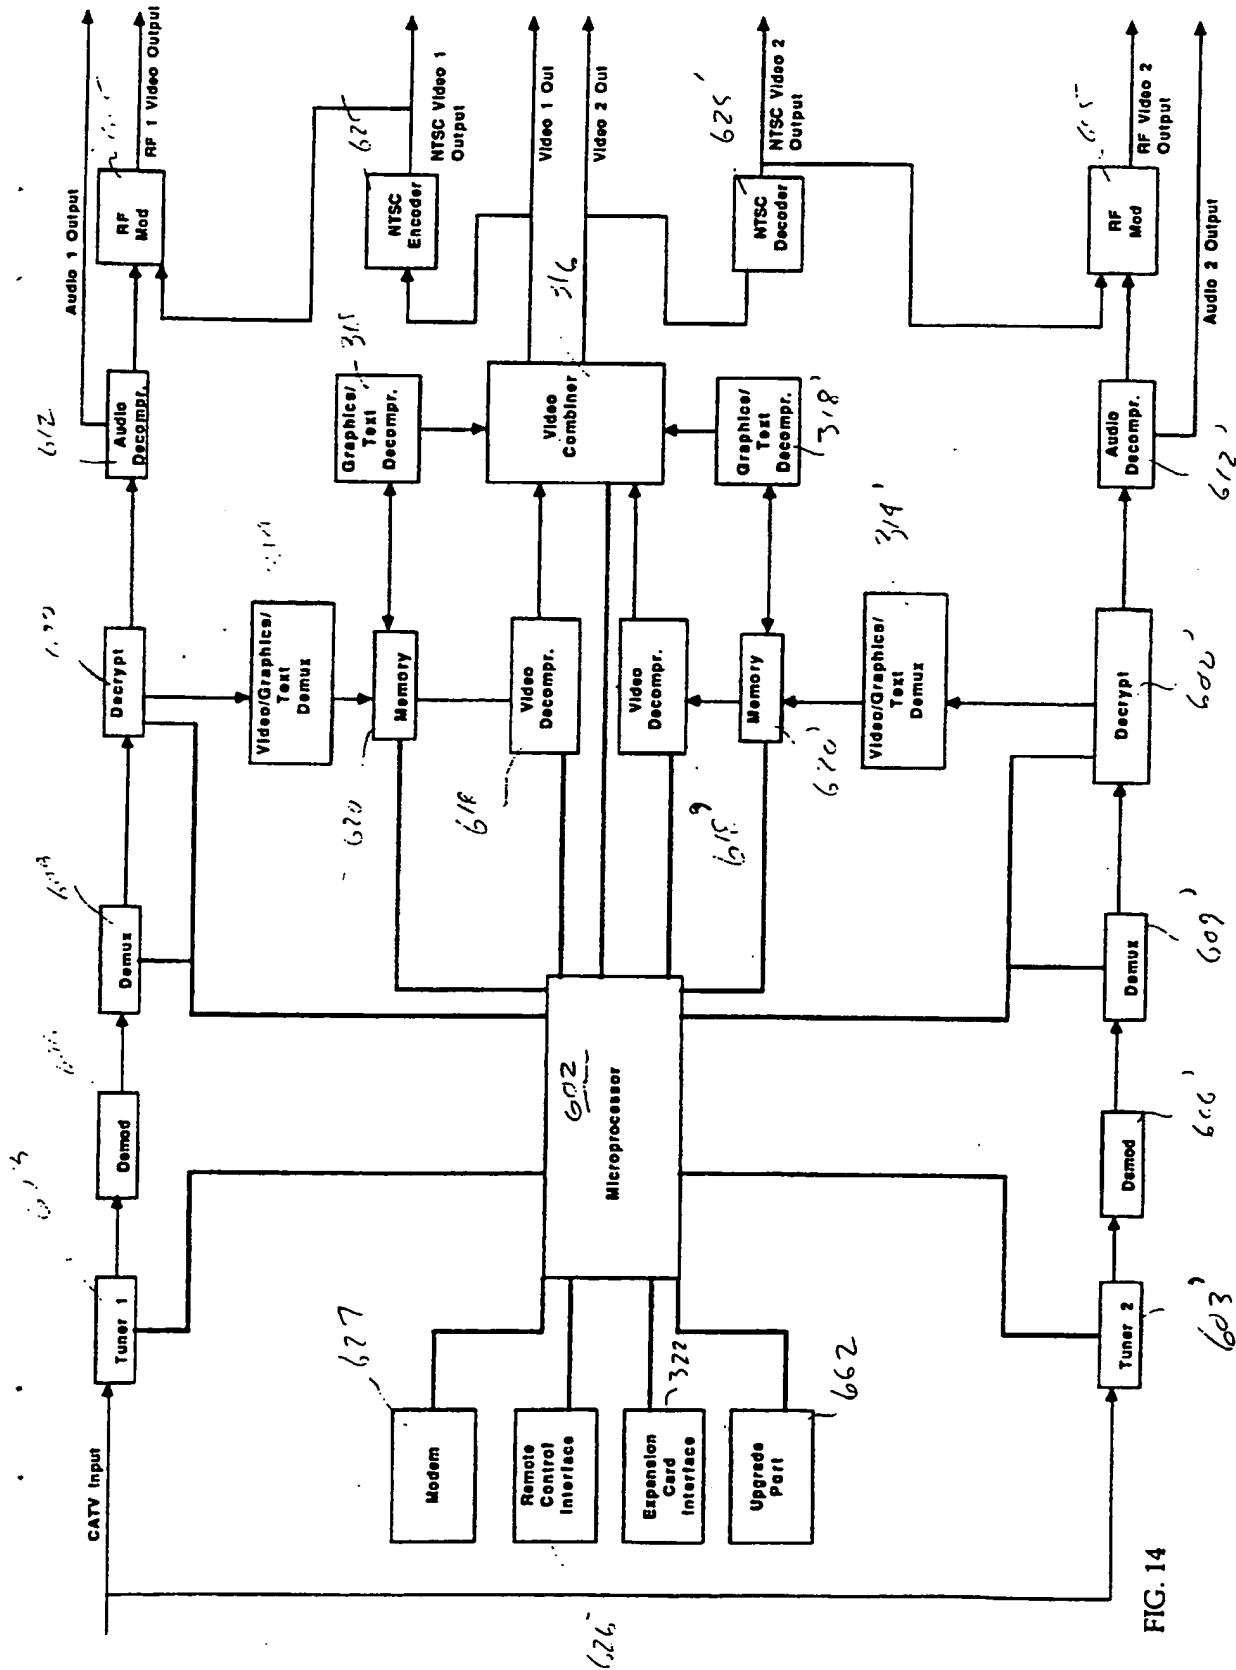 Audio 1 Output
RF 1 Video Output
NTSC Video 1
Output
Video 1 Out
Video 2 Out
NTSC Video 2
Output
RF Video 2
Output
Audio 2 Output
RF
Mod
NTSC
Encoder
625'
NTSC
Decoder
RF
Mod
612
Audio
Decompr.
Graphics/
Text
Decompr.
316
Video
Combiner
Graphics/
Text
Decompr.
318'
Audio
Decompr.
612'
Decrypt
Video/Graphics/
Text
Demux
Memory
620
Video
Decompr.
618
Video
Decompr.
618'
Memory
620'
Video/Graphics/
Text
Demux
314'
Decrypt
602'
Demux
Demux
609'
Demod
602
Microprocessor
Demod
606'
CATV Input
Tuner 1
627
Modem
Remote
Control
Interface
322
Expansion
Card
Interface
662
Upgrade
Port
Tuner 2
603'
FIG. 14